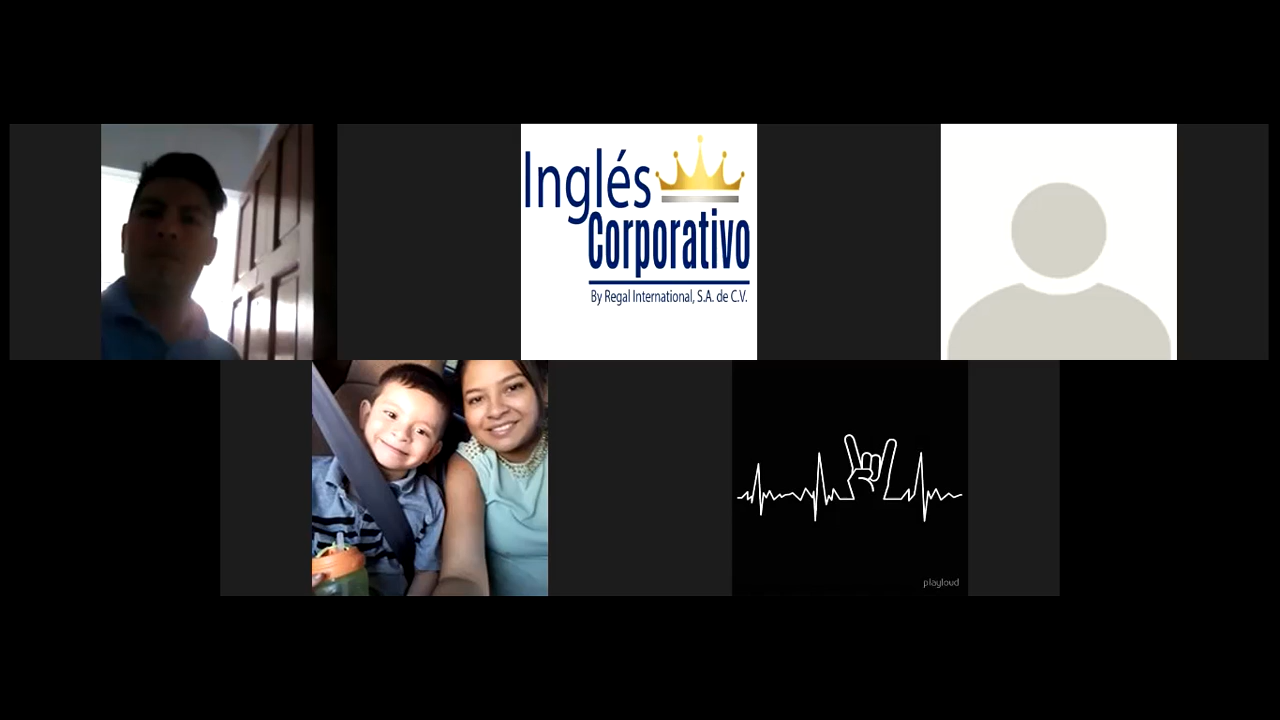 Inglés
Corporativo
By Regal International, S.A. de C.V.
playloud